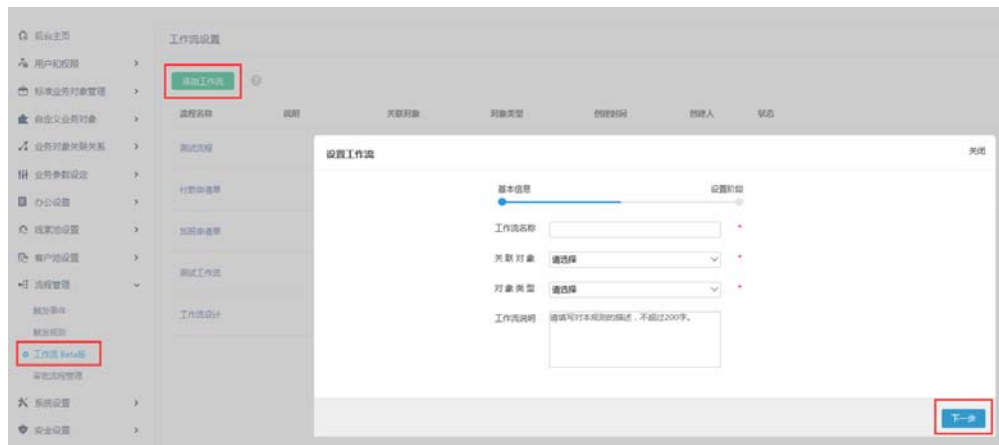 后台主页
用户和权限
标准业务对象管理
自定义业务对象
业务对象关联关系
业务参数设定
办公设置
线索池设置
客户池设置
流程管理
触发事件
触发规则
工作流 Beta版
审批流程管理
系统设置
安全设置
工作流设置
添加工作流
流程名称 说明 关联对象 对象类型 创建时间 创建人 状态
测试流程
付款申请单
加班申请单
测试工作流
工作流设计
设置工作流 关闭
基本信息 设置阶段
工作流名称 *
关联对象 请选择 *
对象类型 请选择 *
工作流说明 请填写对本规则的描述，不超过200字。
下一步